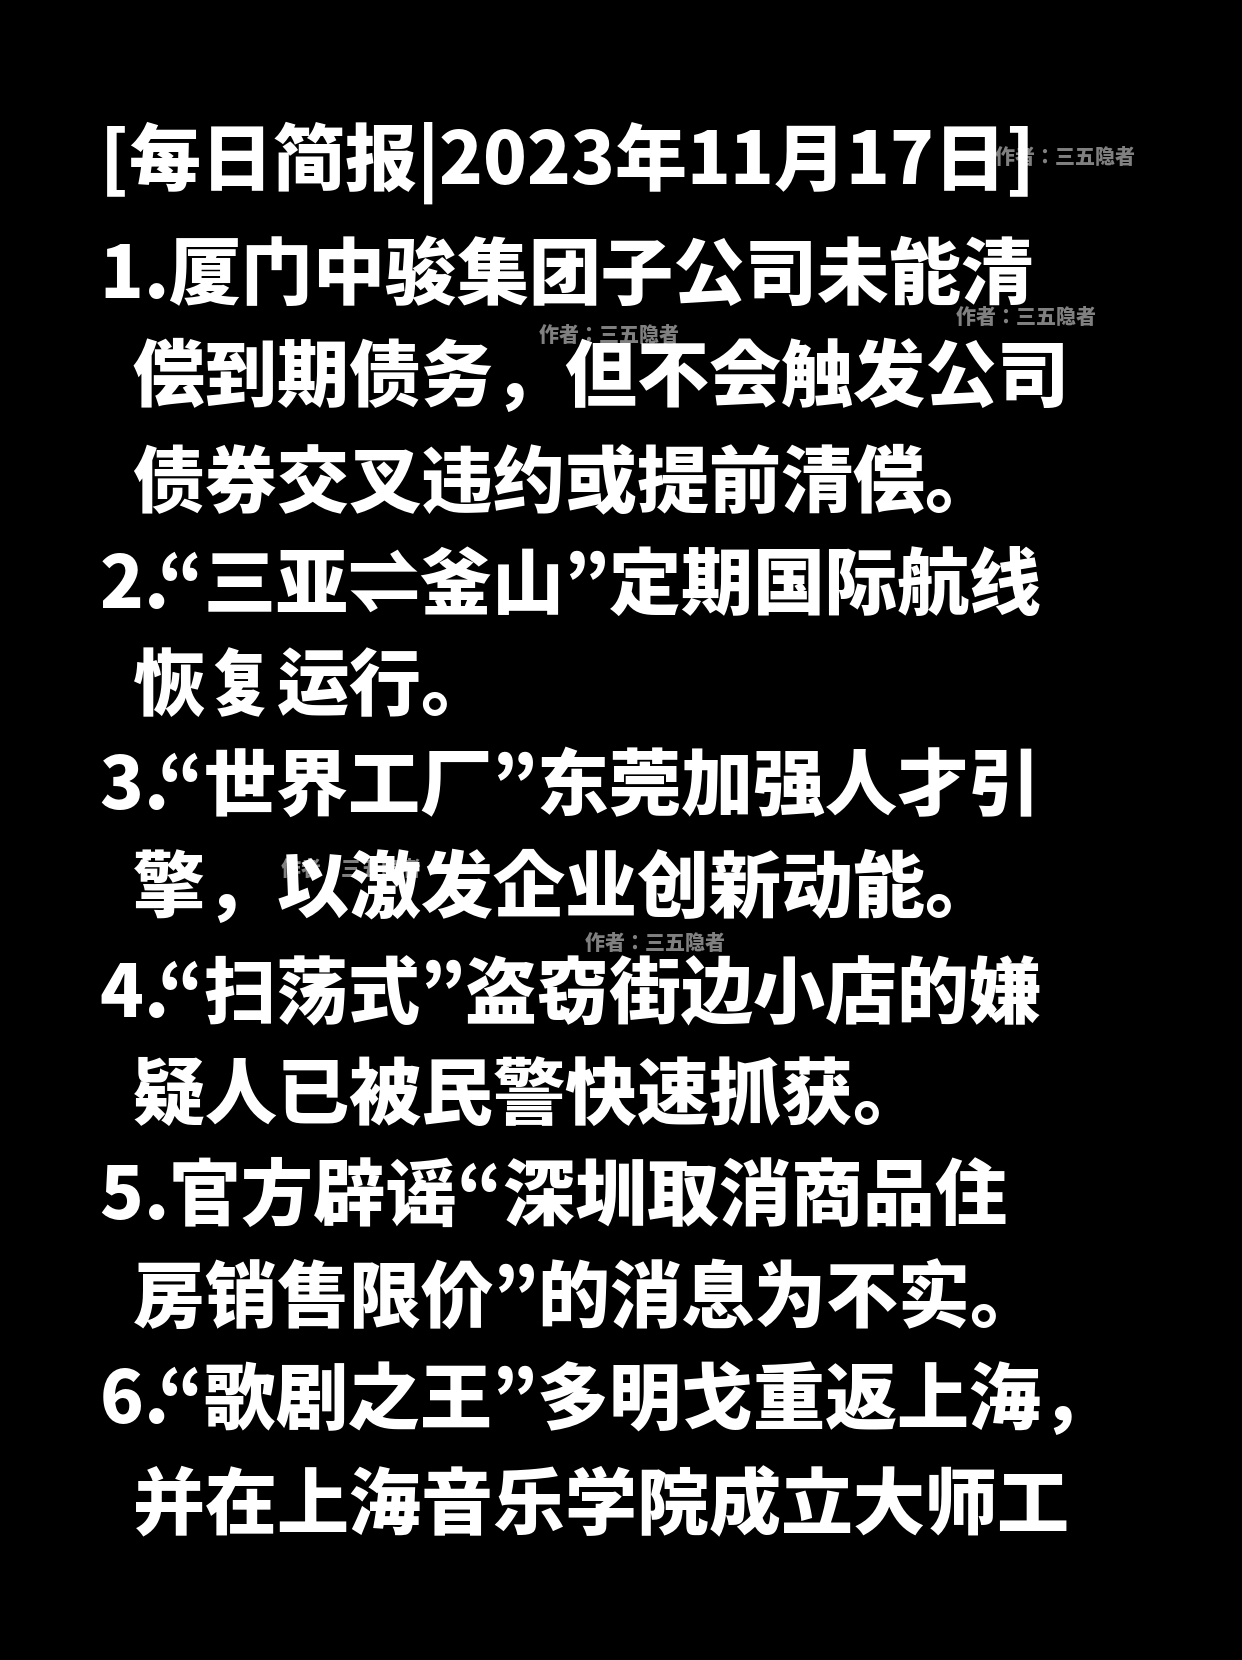 [每日简报|2023年11月17日]
作者：三五隐者
1.厦门中骏集团子公司未能清
作者：三五隐者
作者：三五隐者
偿到期债务，但不会触发公司
债券交叉违约或提前清偿。
2.“三亚⇌釜山”定期国际航线
恢复运行。
3.“世界工厂”东莞加强人才引
擎，以激发企业创新动能。
作者：三五隐者
作者：三五隐者
4.“扫荡式”盗窃街边小店的嫌
疑人已被民警快速抓获。
5.官方辟谣“深圳取消商品住
房销售限价”的消息为不实。
6.“歌剧之王”多明戈重返上海，
并在上海音乐学院成立大师工